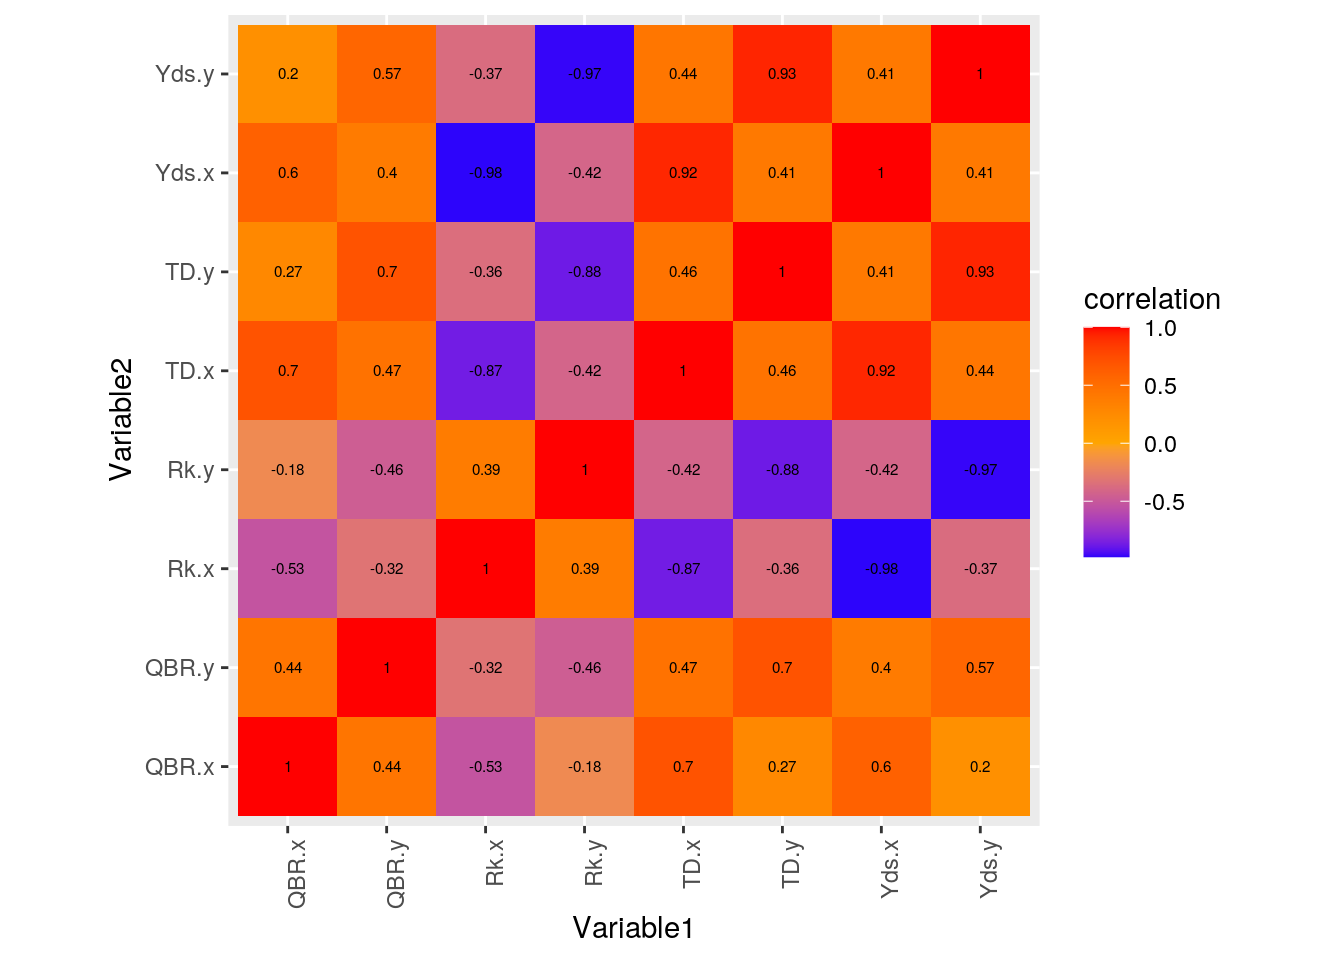 Yds.y 0.2 0.57 -0.37 -0.97 0.44 0.93 0.41 1
Yds.x 0.6 0.4 -0.98 -0.42 0.92 0.41 1 0.41
TD.y 0.27 0.7 -0.36 -0.88 0.46 1 0.41 0.93
TD.x 0.7 0.47 -0.87 -0.42 1 0.46 0.92 0.44
Rk.y -0.18 -0.46 0.39 1 -0.42 -0.88 -0.42 -0.97
Rk.x -0.53 -0.32 1 0.39 -0.87 -0.36 -0.98 -0.37
QBR.y 0.44 1 -0.32 -0.46 0.47 0.7 0.4 0.57
QBR.x 1 0.44 -0.53 -0.18 0.7 0.27 0.6 0.2
QBR.x QBR.y Rk.x Rk.y TD.x TD.y Yds.x Yds.y
Variable1
Variable2
correlation
1.0
0.5
0.0
-0.5